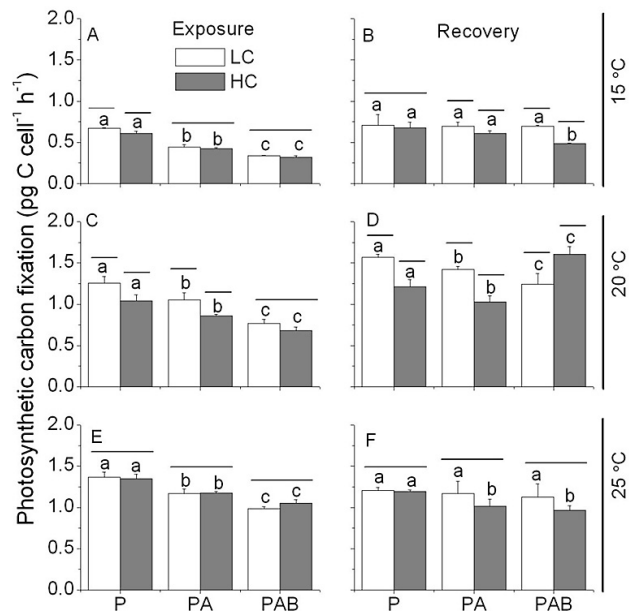 Photosynthetic carbon fixation (pg C cell⁻¹ h⁻¹)
A
Exposure
LC
HC
2.0
1.5
1.0
0.5
0.0
a a b b c c
B
Recovery
a a a a a b
15 °C
C
2.0
1.5
1.0
0.5
0.0
a a b b c c
D
a a b b c c
20 °C
E
2.0
1.5
1.0
0.5
0.0
a a b b c c
P PA PAB
F
a a a b a b
P PA PAB
25 °C